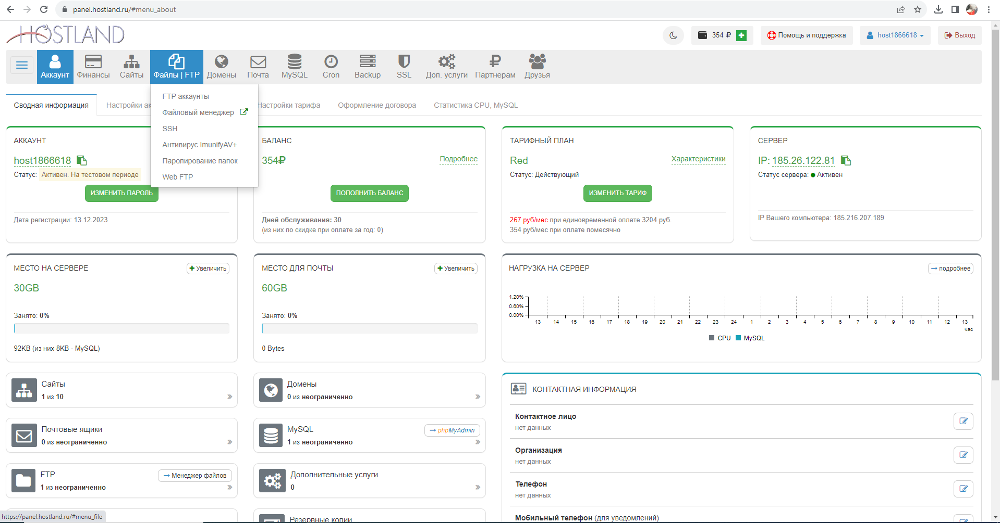 panel.hostland.ru/#menu_about
HOSTLAND
354 ₽
Помощь и поддержка
host1866618
Выход
Аккаунт
Финансы
Сайты
Файлы | FTP
Домены
Почта
MySQL
Cron
Backup
SSL
Доп. услуги
Партнерам
Друзья
FTP аккаунты
Файловый менеджер
SSH
Антивирус ImunifyAV+
Паролирование папок
Web FTP
Сводная информация
Настройки ак
Настройки тарифа
Оформление договора
Статистика CPU, MySQL
АККАУНТ
host1866618
Статус: Активен. На тестовом периоде
ИЗМЕНИТЬ ПАРОЛЬ
Дата регистрации: 13.12.2023
БАЛАНС
354₽
Подробнее
ПОПОЛНИТЬ БАЛАНС
Дней обслуживания: 30
(из них по скидке при оплате за год: 0)
ТАРИФНЫЙ ПЛАН
Red
Характеристики
Статус: Действующий
ИЗМЕНИТЬ ТАРИФ
267 руб/мес при единовременной оплате 3204 руб.
354 руб/мес при оплате помесячно
СЕРВЕР
IP: 185.26.122.81
Статус сервера: ● Активен
IP Вашего компьютера: 185.216.207.189
МЕСТО НА СЕРВЕРЕ
Увеличить
30GB
Занято: 0%
92KB (из них 8KB - MySQL)
МЕСТО ДЛЯ ПОЧТЫ
Увеличить
60GB
Занято: 0%
0 Bytes
НАГРУЗКА НА СЕРВЕР
→ подробнее
1.20%
0.60%
0.00%
13 14 15 16 17 18 19 20 21 22 23 24 1 2 3 4 5 6 7 8 9 10 11 12 13
час
CPU MySQL
Сайты
1 из 10
Домены
0 из неограниченно
Почтовые ящики
0 из неограниченно
MySQL
→ phpMyAdmin
1 из неограниченно
FTP
→ Менеджер файлов
1 из неограниченно
Дополнительные услуги
0
Резервные копии
КОНТАКТНАЯ ИНФОРМАЦИЯ
Контактное лицо
нет данных
Организация
нет данных
Телефон
нет данных
Мобильный телефон (для уведомлений)
https://panel.hostland.ru/#menu_file